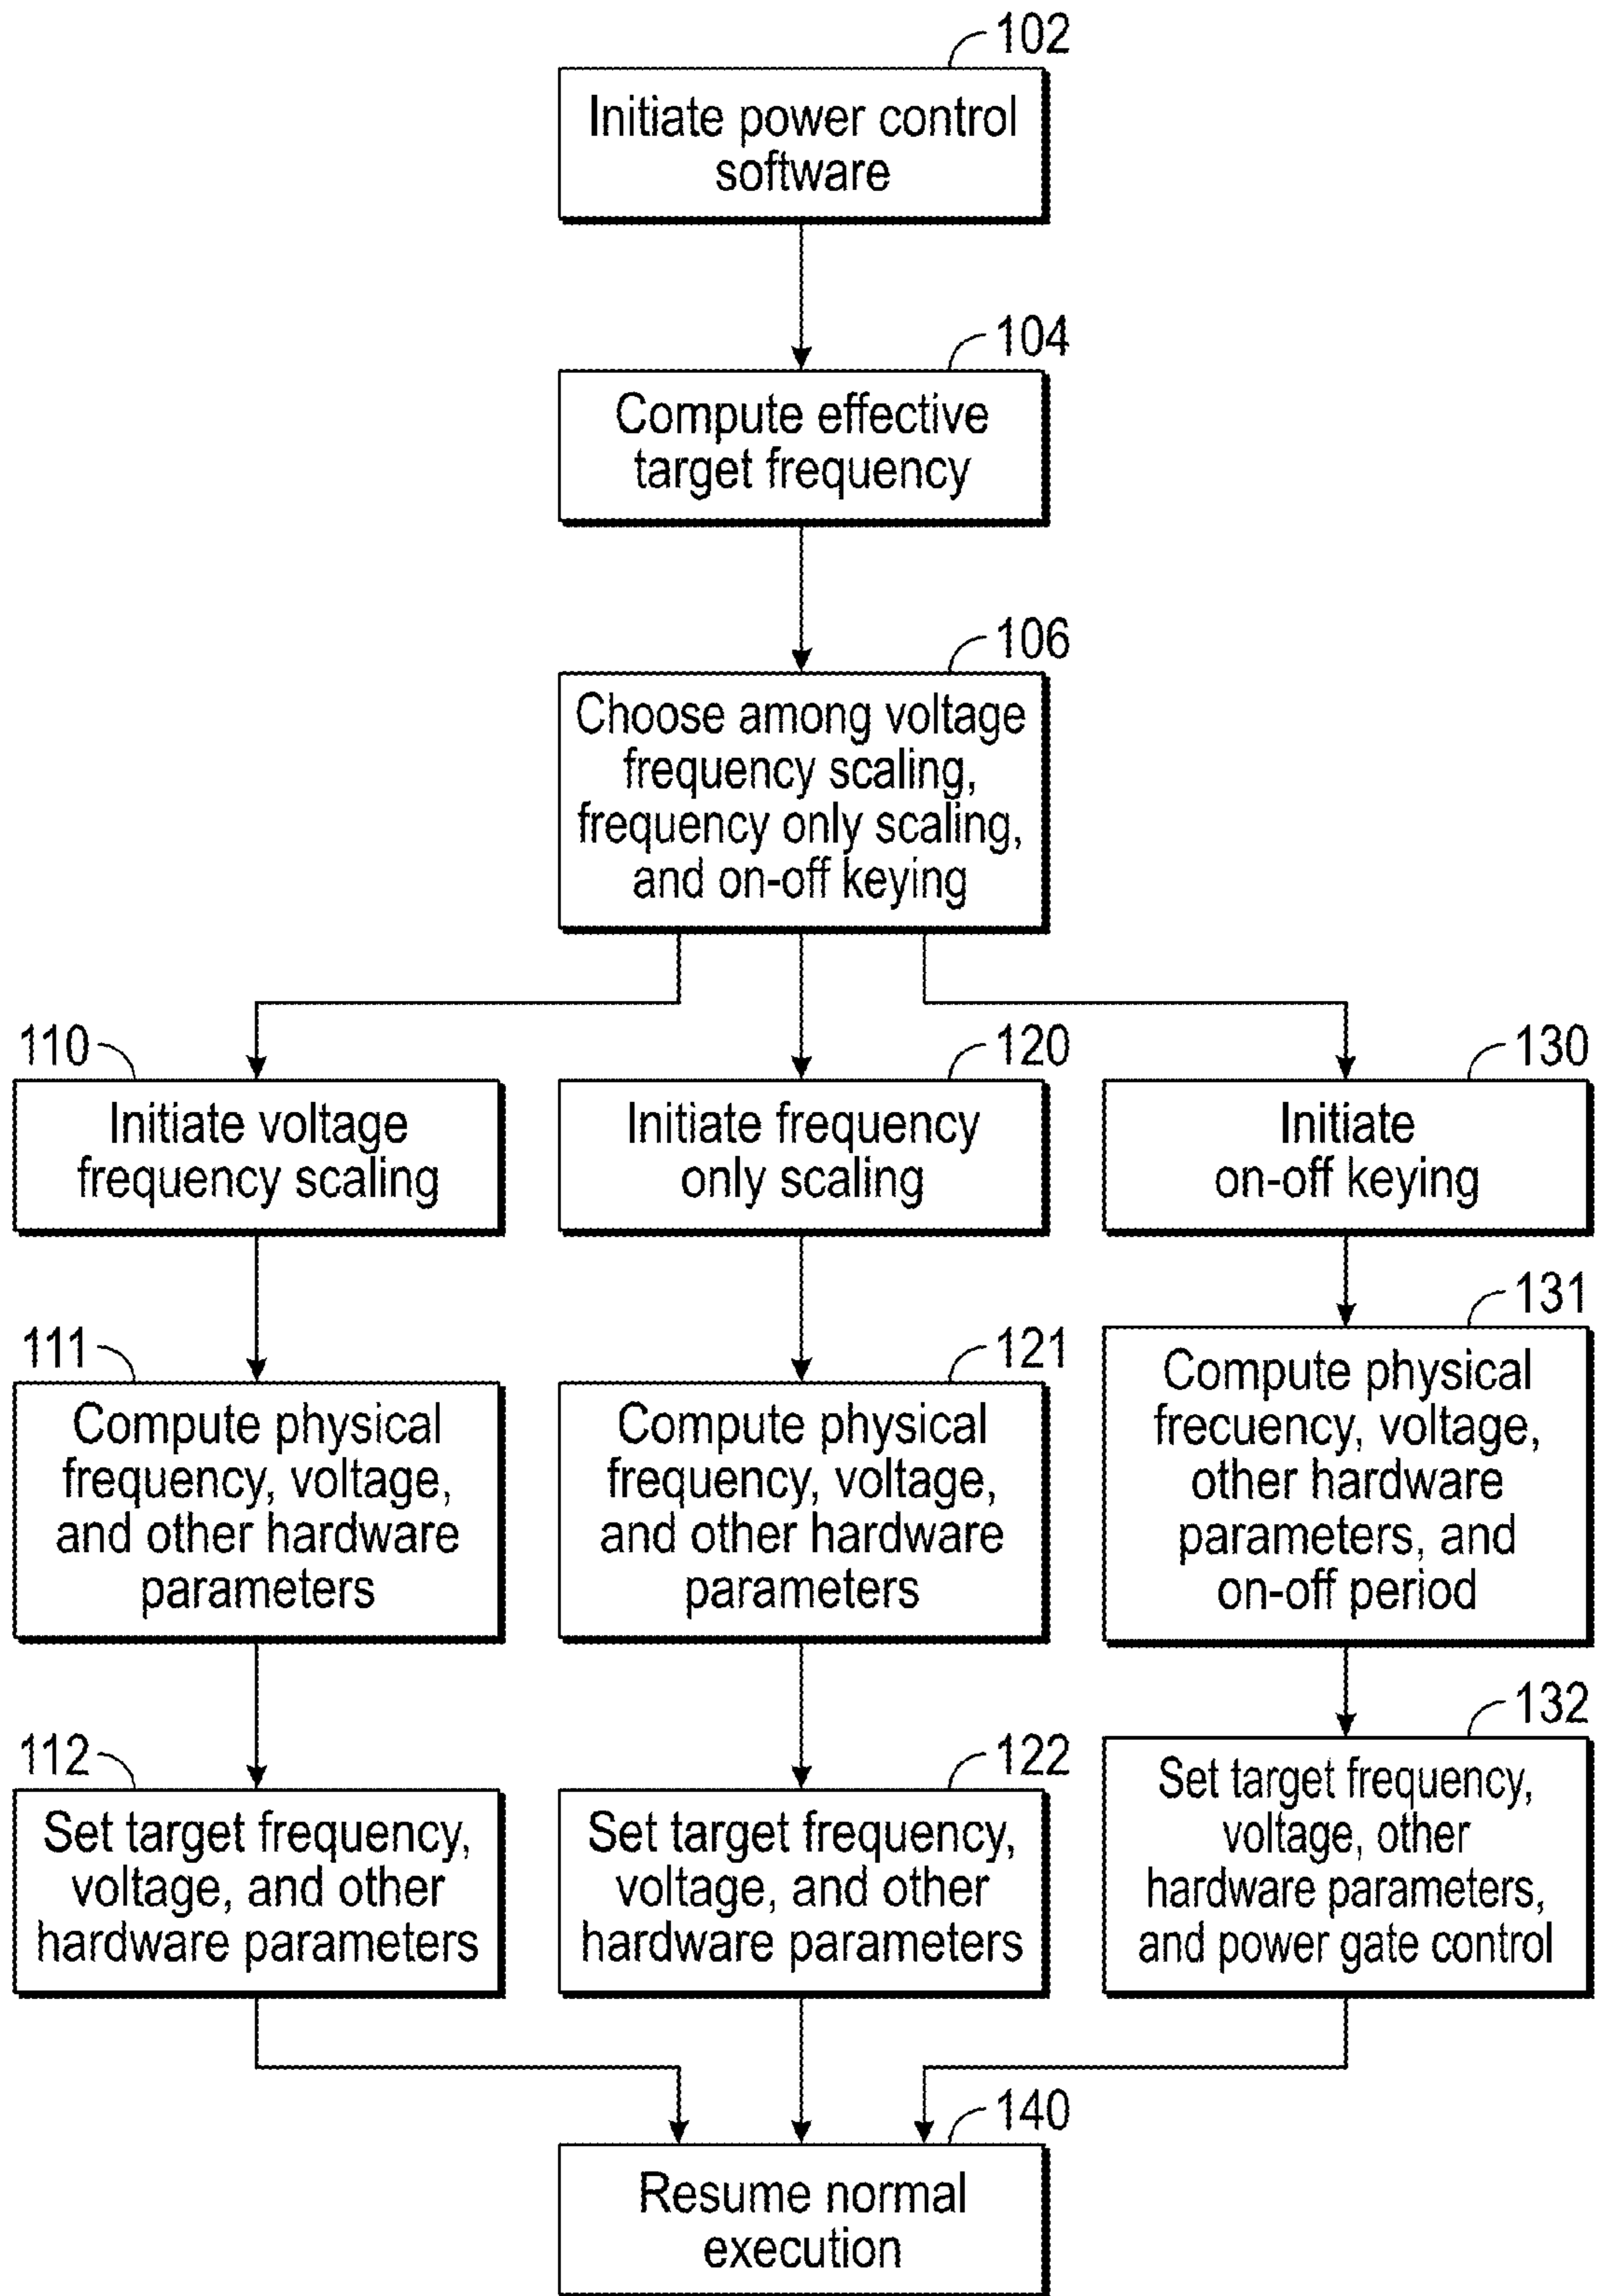 102
Initiate power control
software
104
Compute effective
target frequency
106
Choose among voltage
frequency scaling,
frequency only scaling,
and on-off keying
110
Initiate voltage
frequency scaling
120
Initiate frequency
only scaling
130
Initiate
on-off keying
111
Compute physical
frequency, voltage,
and other hardware
parameters
121
Compute physical
frequency, voltage,
and other hardware
parameters
131
Compute physical
frecuency, voltage,
other hardware
parameters, and
on-off period
112
Set target frequency,
voltage, and other
hardware parameters
122
Set target frequency,
voltage, and other
hardware parameters
132
Set target frequency,
voltage, other
hardware parameters,
and power gate control
140
Resume normal
execution